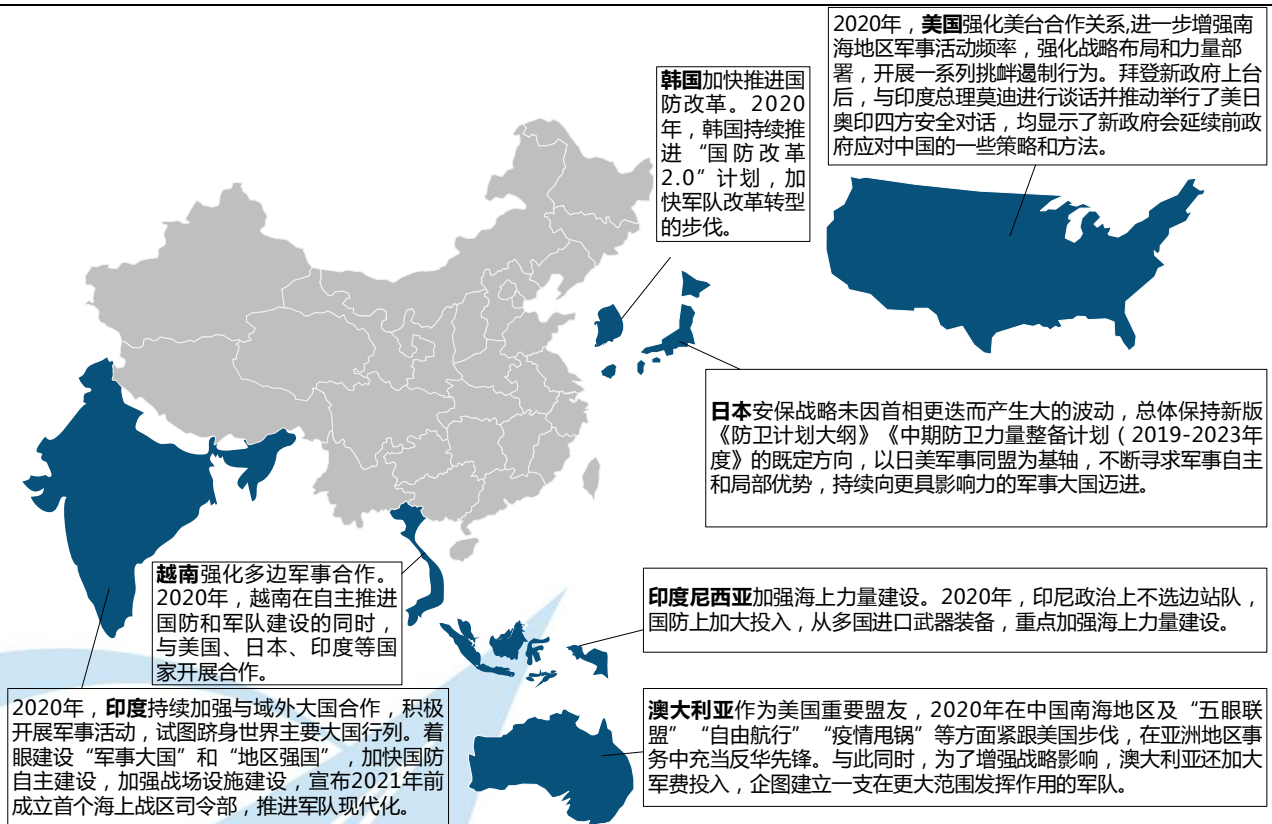 2020年，美国强化美台合作关系,进一步增强南
海地区军事活动频率，强化战略布局和力量部
署，开展一系列挑衅遏制行为。拜登新政府上台
后，与印度总理莫迪进行谈话并推动举行了美日
奥印四方安全对话，均显示了新政府会延续前政
府应对中国的一些策略和方法。
韩国加快推进国
防改革。2020
年，韩国持续推
进“国防改革
2.0”计划，加
快军队改革转型
的步伐。
日本安保战略未因首相更迭而产生大的波动，总体保持新版
《防卫计划大纲》《中期防卫力量整备计划（2019-2023年
度》的既定方向，以日美军事同盟为基轴，不断寻求军事自主
和局部优势，持续向更具影响力的军事大国迈进。
越南强化多边军事合作。
2020年，越南在自主推进
国防和军队建设的同时，
与美国、日本、印度等国
家开展合作。
印度尼西亚加强海上力量建设。2020年，印尼政治上不选边站队，
国防上加大投入，从多国进口武器装备，重点加强海上力量建设。
2020年，印度持续加强与域外大国合作，积极
开展军事活动，试图跻身世界主要大国行列。着
眼建设“军事大国”和“地区强国”，加快国防
自主建设，加强战场设施建设，宣布2021年前
成立首个海上战区司令部，推进军队现代化。
澳大利亚作为美国重要盟友，2020年在中国南海地区及“五眼联
盟”“自由航行”“疫情甩锅”等方面紧跟美国步伐，在亚洲地区事
务中充当反华先锋。与此同时，为了增强战略影响，澳大利亚还加大
军费投入，企图建立一支在更大范围发挥作用的军队。